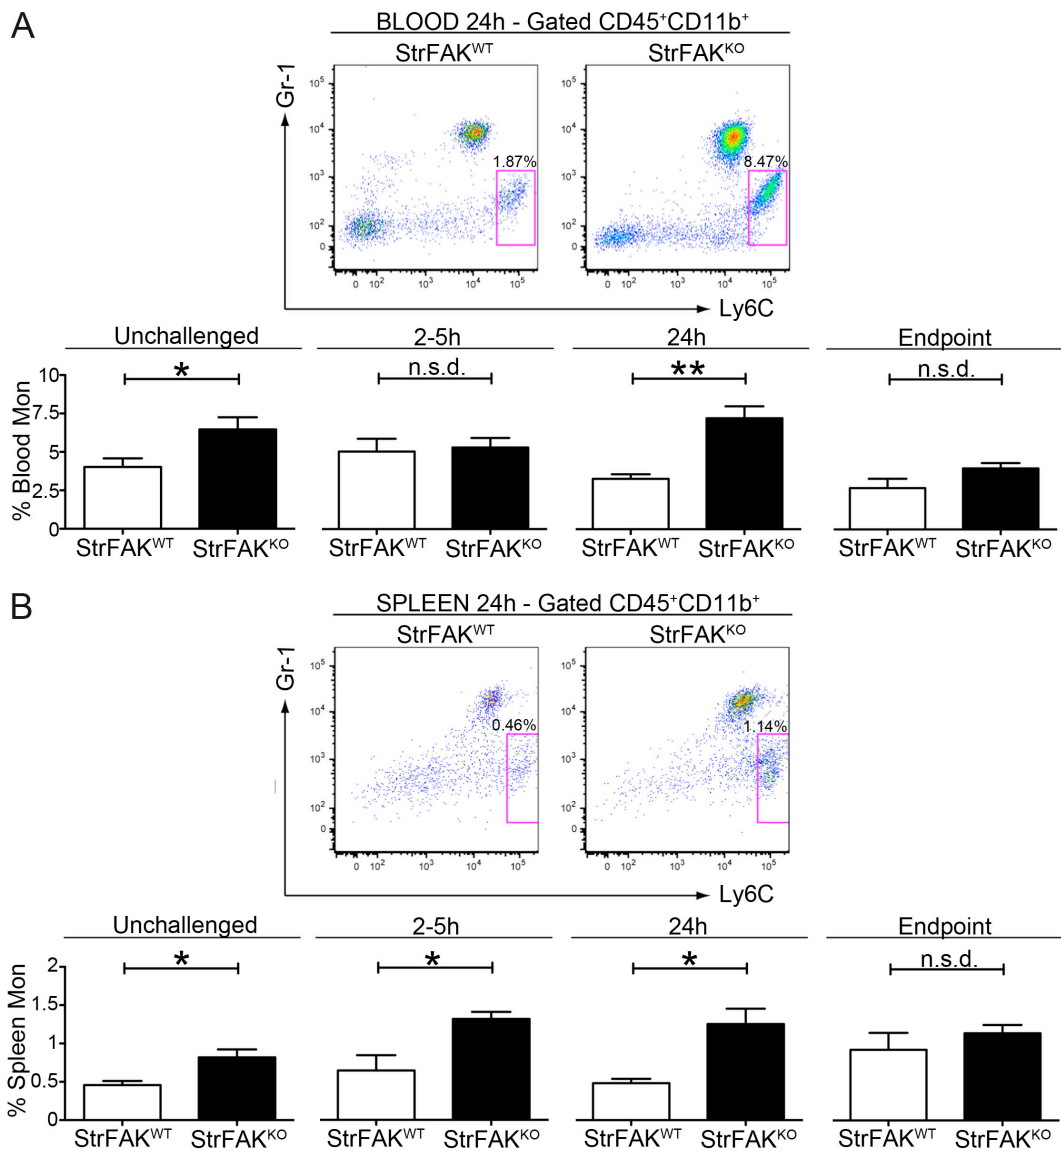 A
BLOOD 24h - Gated CD45⁺CD11b⁺
StrFAKᵂᵀ StrFAKᴷᴼ
Gr-1
10⁵ 10⁴ 10³ 10² 0
1.87%
0 10² 10³ 10⁴ 10⁵
10⁵ 10⁴ 10³ 10² 0
8.47%
0 10² 10³ 10⁴ 10⁵
Ly6C
Unchallenged 2-5h 24h Endpoint
* n.s.d. ** n.s.d.
% Blood Mon
10
7.5
5
2.5
0
StrFAKᵂᵀ StrFAKᴷᴼ StrFAKᵂᵀ StrFAKᴷᴼ StrFAKᵂᵀ StrFAKᴷᴼ StrFAKᵂᵀ StrFAKᴷᴼ
B
SPLEEN 24h - Gated CD45⁺CD11b⁺
StrFAKᵂᵀ StrFAKᴷᴼ
Gr-1
10⁵ 10⁴ 10³ 10² 0
0.46%
0 10² 10³ 10⁴ 10⁵
10⁵ 10⁴ 10³ 10² 0
1.14%
0 10² 10³ 10⁴ 10⁵
Ly6C
Unchallenged 2-5h 24h Endpoint
* * * n.s.d.
% Spleen Mon
2
1.5
1
0.5
0
StrFAKᵂᵀ StrFAKᴷᴼ StrFAKᵂᵀ StrFAKᴷᴼ StrFAKᵂᵀ StrFAKᴷᴼ StrFAKᵂᵀ StrFAKᴷᴼ